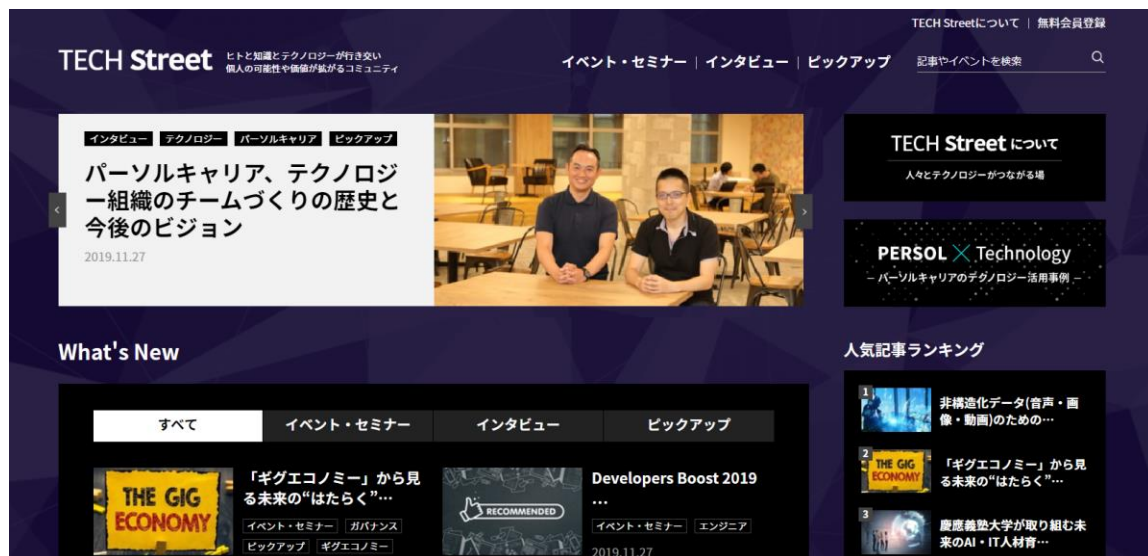 TECH Streetについて | 無料会員登録
TECH Street
ヒトと知識とテクノロジーが行き交い
個人の可能性や価値が拡がるコミュニティ
イベント・セミナー | インタビュー | ピックアップ
記事やイベントを検索
インタビュー テクノロジー パーソルキャリア ピックアップ
パーソルキャリア、テクノロジ
ー組織のチームづくりの歴史と
今後のビジョン
2019.11.27
TECH Street について
人々とテクノロジーがつながる場
PERSOL × Technology
– パーソルキャリアのテクノロジー活用事例 –
What's New
すべて イベント・セミナー インタビュー ピックアップ
THE GIG
ECONOMY
「ギグエコノミー」から見
る未来の“はたらく”…
イベント・セミナー ガバナンス
ピックアップ ギグエコノミー
RECOMMENDED
Developers Boost 2019
…
イベント・セミナー エンジニア
2019.11.27
人気記事ランキング
1
非構造化データ(音声・画
像・動画)のための…
2
THE GIG
ECONOMY
「ギグエコノミー」から見
る未来の“はたらく”…
3
慶應義塾大学が取り組む未
来のAI・IT人材育…